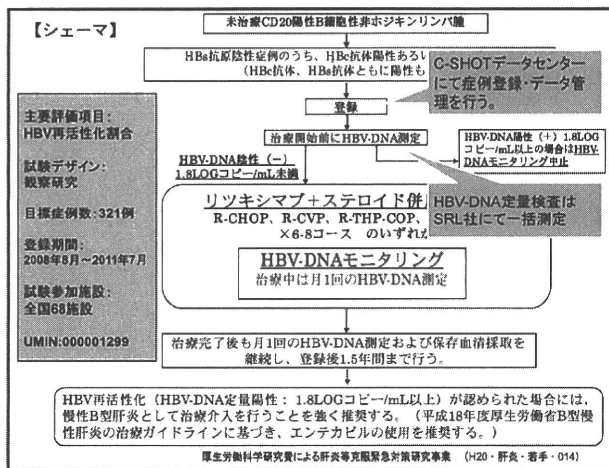 【シェーマ】
未治療CD20陽性B細胞性非ホジキンリンパ腫
HBs抗原陰性症例のうち、HBc抗体陽性ある
（HBc抗体、HBs抗体ともに陽性も
C-SHOTデータセンター
にて症例登録・データ管
理を行う。
登録
治療開始前にHBV-DNA測定
HBV-DNA陽性（＋）1.8LOG
コピー/mL以上の場合はHBV-
DNAモニタリング中止
HBV-DNA陰性（－）
1.8LOGコピー/mL未満
主要評価項目:
HBV再活性化割合
試験デザイン:
観察研究
目標症例数:321例
登録期間:
2008年8月～2011年7月
試験参加施設:
全国68施設
UMIN:000001299
リツキシマブ＋ステロイド併
R-CHOP、R-CVP、R-THP-COP、
×6-8コース のいずれか
HBV-DNA定量検査は
SRL社にて一括測定
HBV-DNAモニタリング
治療中は月1回のHBV-DNA測定
治療完了後も月1回のHBV-DNA測定および保存血清採取を
継続し、登録後1.5年間まで行う。
HBV再活性化（HBV-DNA定量陽性：1.8LOGコピー/mL以上）が認められた場合には、
慢性B型肝炎として治療介入を行うことを強く推奨する。（平成18年度厚生労働省B型慢
性肝炎の治療ガイドラインに基づき、エンテカビルの使用を推奨する。）
厚生労働科学研究費による肝炎等克服緊急対策研究事業 （H20・肝炎・若手・014）